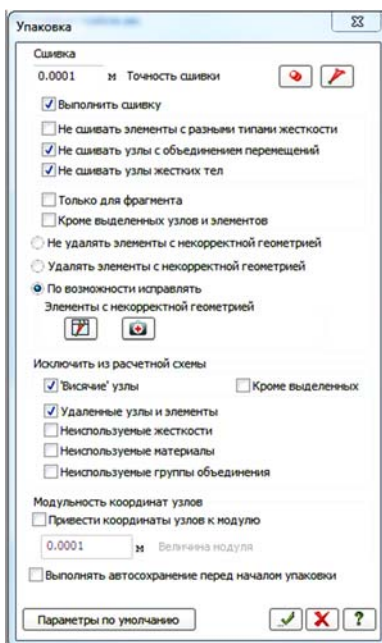 Упаковка
Сшивка
0.0001 м Точность сшивки
Выполнить сшивку
Не сшивать элементы с разными типами жесткости
Не сшивать узлы с объединением перемещений
Не сшивать узлы жестких тел
Только для фрагмента
Кроме выделенных узлов и элементов
Не удалять элементы с некорректной геометрией
Удалять элементы с некорректной геометрией
По возможности исправлять
Элементы с некорректной геометрией
Исключить из расчетной схемы
'Висячие' узлы Кроме выделенных
Удаленные узлы и элементы
Неиспользуемые жесткости
Неиспользуемые материалы
Неиспользуемые группы объединения
Модульность координат узлов
Привести координаты узлов к модулю
0.0001 м Величина модуля
Выполнять автосохранение перед началом упаковки
Параметры по умолчанию ?